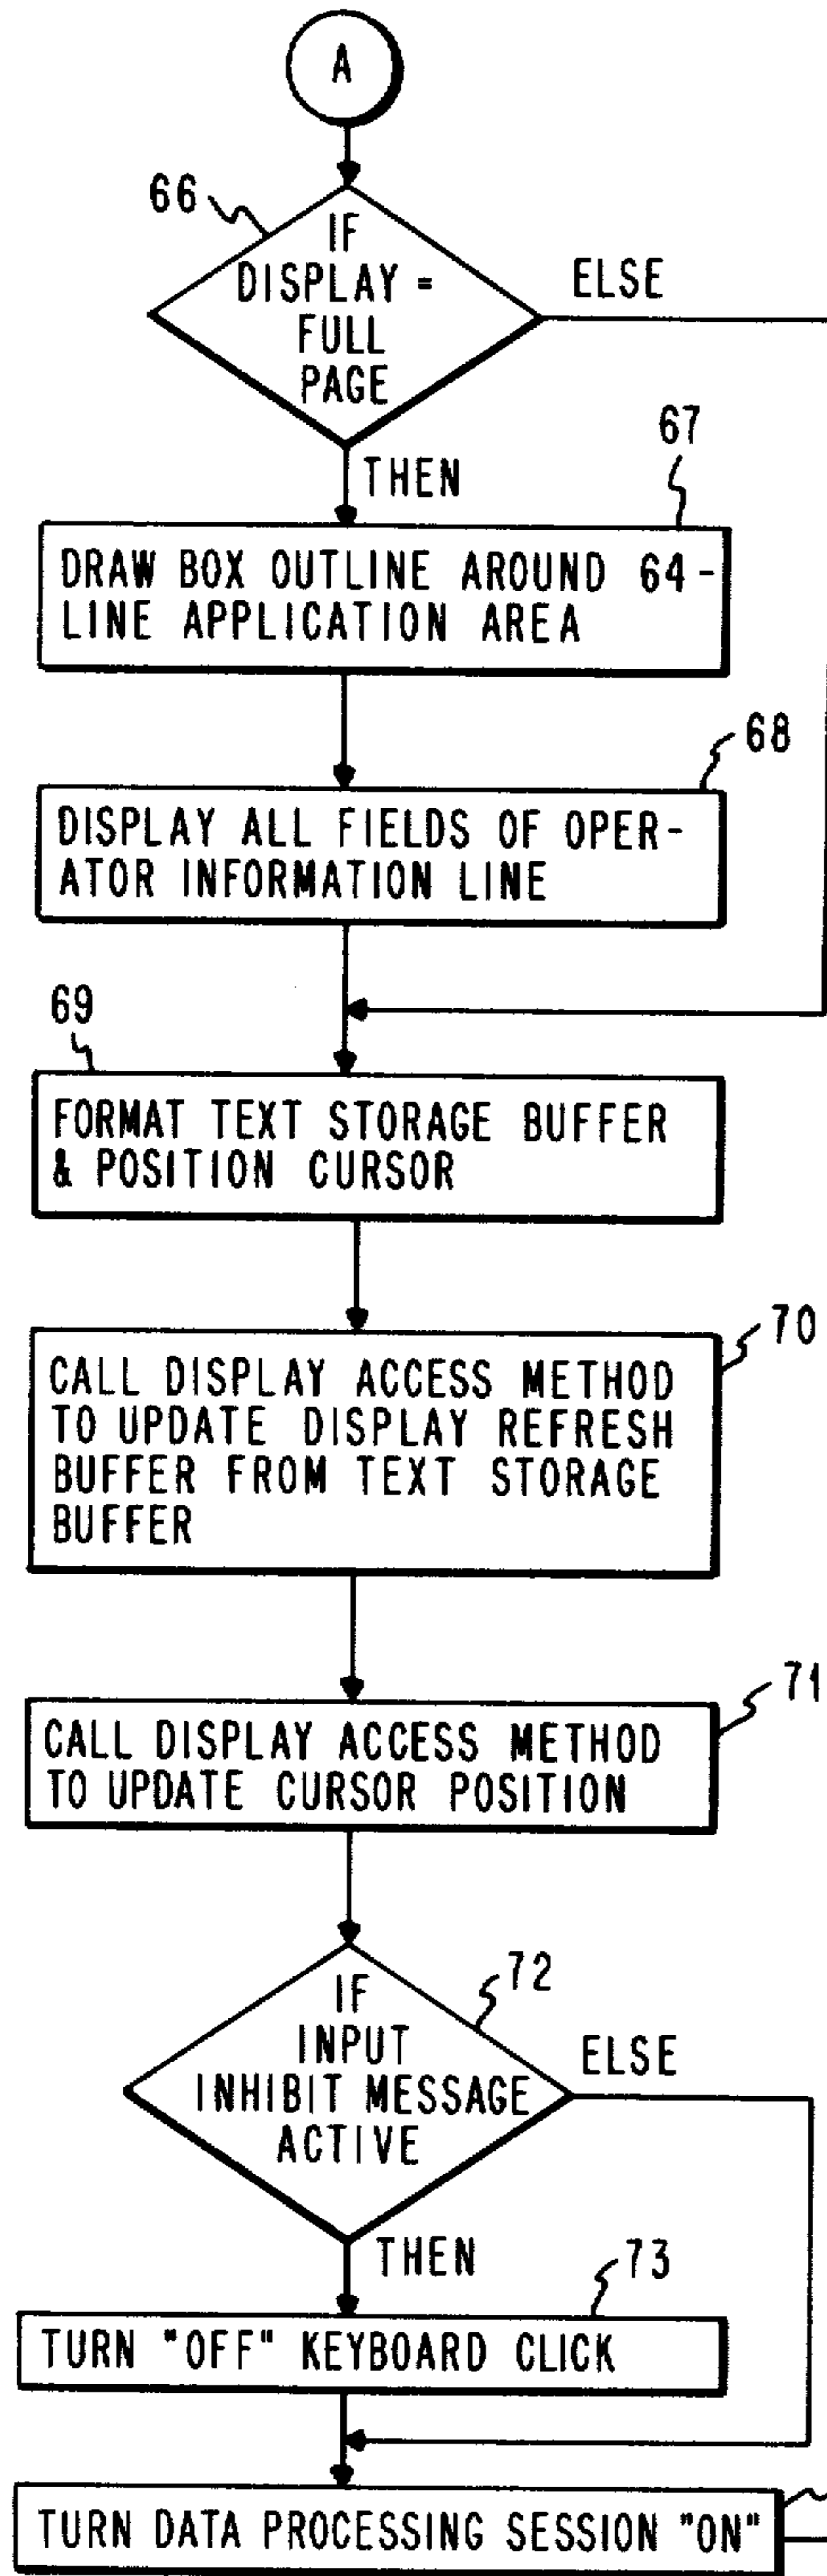 A
66
IF
DISPLAY =
FULL
PAGE
ELSE
THEN
67
DRAW BOX OUTLINE AROUND 64-
LINE APPLICATION AREA
68
DISPLAY ALL FIELDS OF OPER-
ATOR INFORMATION LINE
69
FORMAT TEXT STORAGE BUFFER
& POSITION CURSOR
70
CALL DISPLAY ACCESS METHOD
TO UPDATE DISPLAY REFRESH
BUFFER FROM TEXT STORAGE
BUFFER
71
CALL DISPLAY ACCESS METHOD
TO UPDATE CURSOR POSITION
72
IF
INPUT
INHIBIT MESSAGE
ACTIVE
ELSE
THEN
73
TURN "OFF" KEYBOARD CLICK
TURN DATA PROCESSING SESSION "ON"